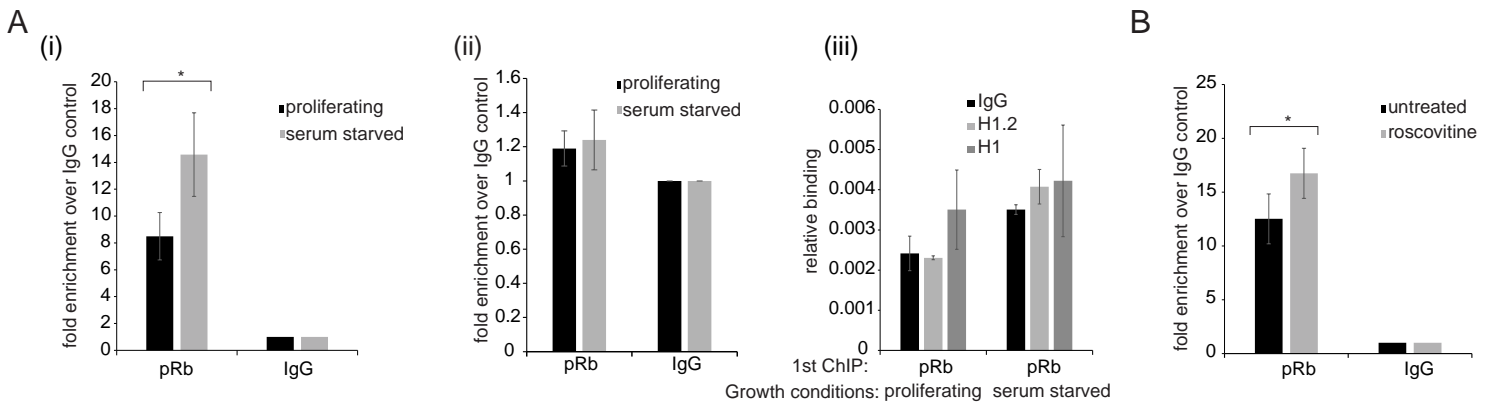 A
(i)
fold enrichment over IgG control
20
18
16
14
12
10
8
6
4
2
0
*
proliferating
serum starved
pRb IgG
(ii)
fold enrichment over IgG control
1.6
1.4
1.2
1
0.8
0.6
0.4
0.2
0
proliferating
serum starved
pRb IgG
(iii)
relative binding
0.006
0.005
0.004
0.003
0.002
0.001
0
IgG
H1.2
H1
1st ChIP: pRb pRb
Growth conditions: proliferating serum starved
B
fold enrichment over IgG control
25
20
15
10
5
0
*
untreated
roscovitine
pRb IgG